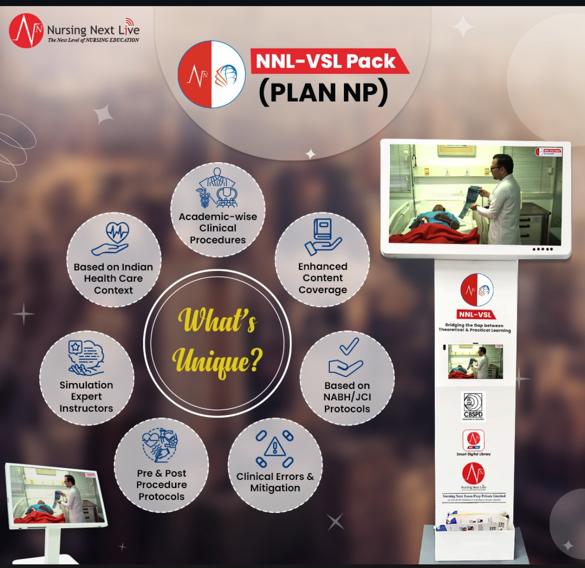 Nursing Next Live
The Next Level of NURSING EDUCATION
NNL-VSL Pack
(PLAN NP)
Academic-wise
Clinical
Procedures
Based on Indian
Health Care
Context
Enhanced
Content
Coverage
What's
Unique?
Simulation
Expert
Instructors
Based on
NABH/JCI
Protocols
Pre & Post
Procedure
Protocols
Clinical Errors &
Mitigation
NNL-VSL
Bridging the Gap between
Theoretical & Practical Learning
CBSPD
Smart Digital Library
Nursing Next Live